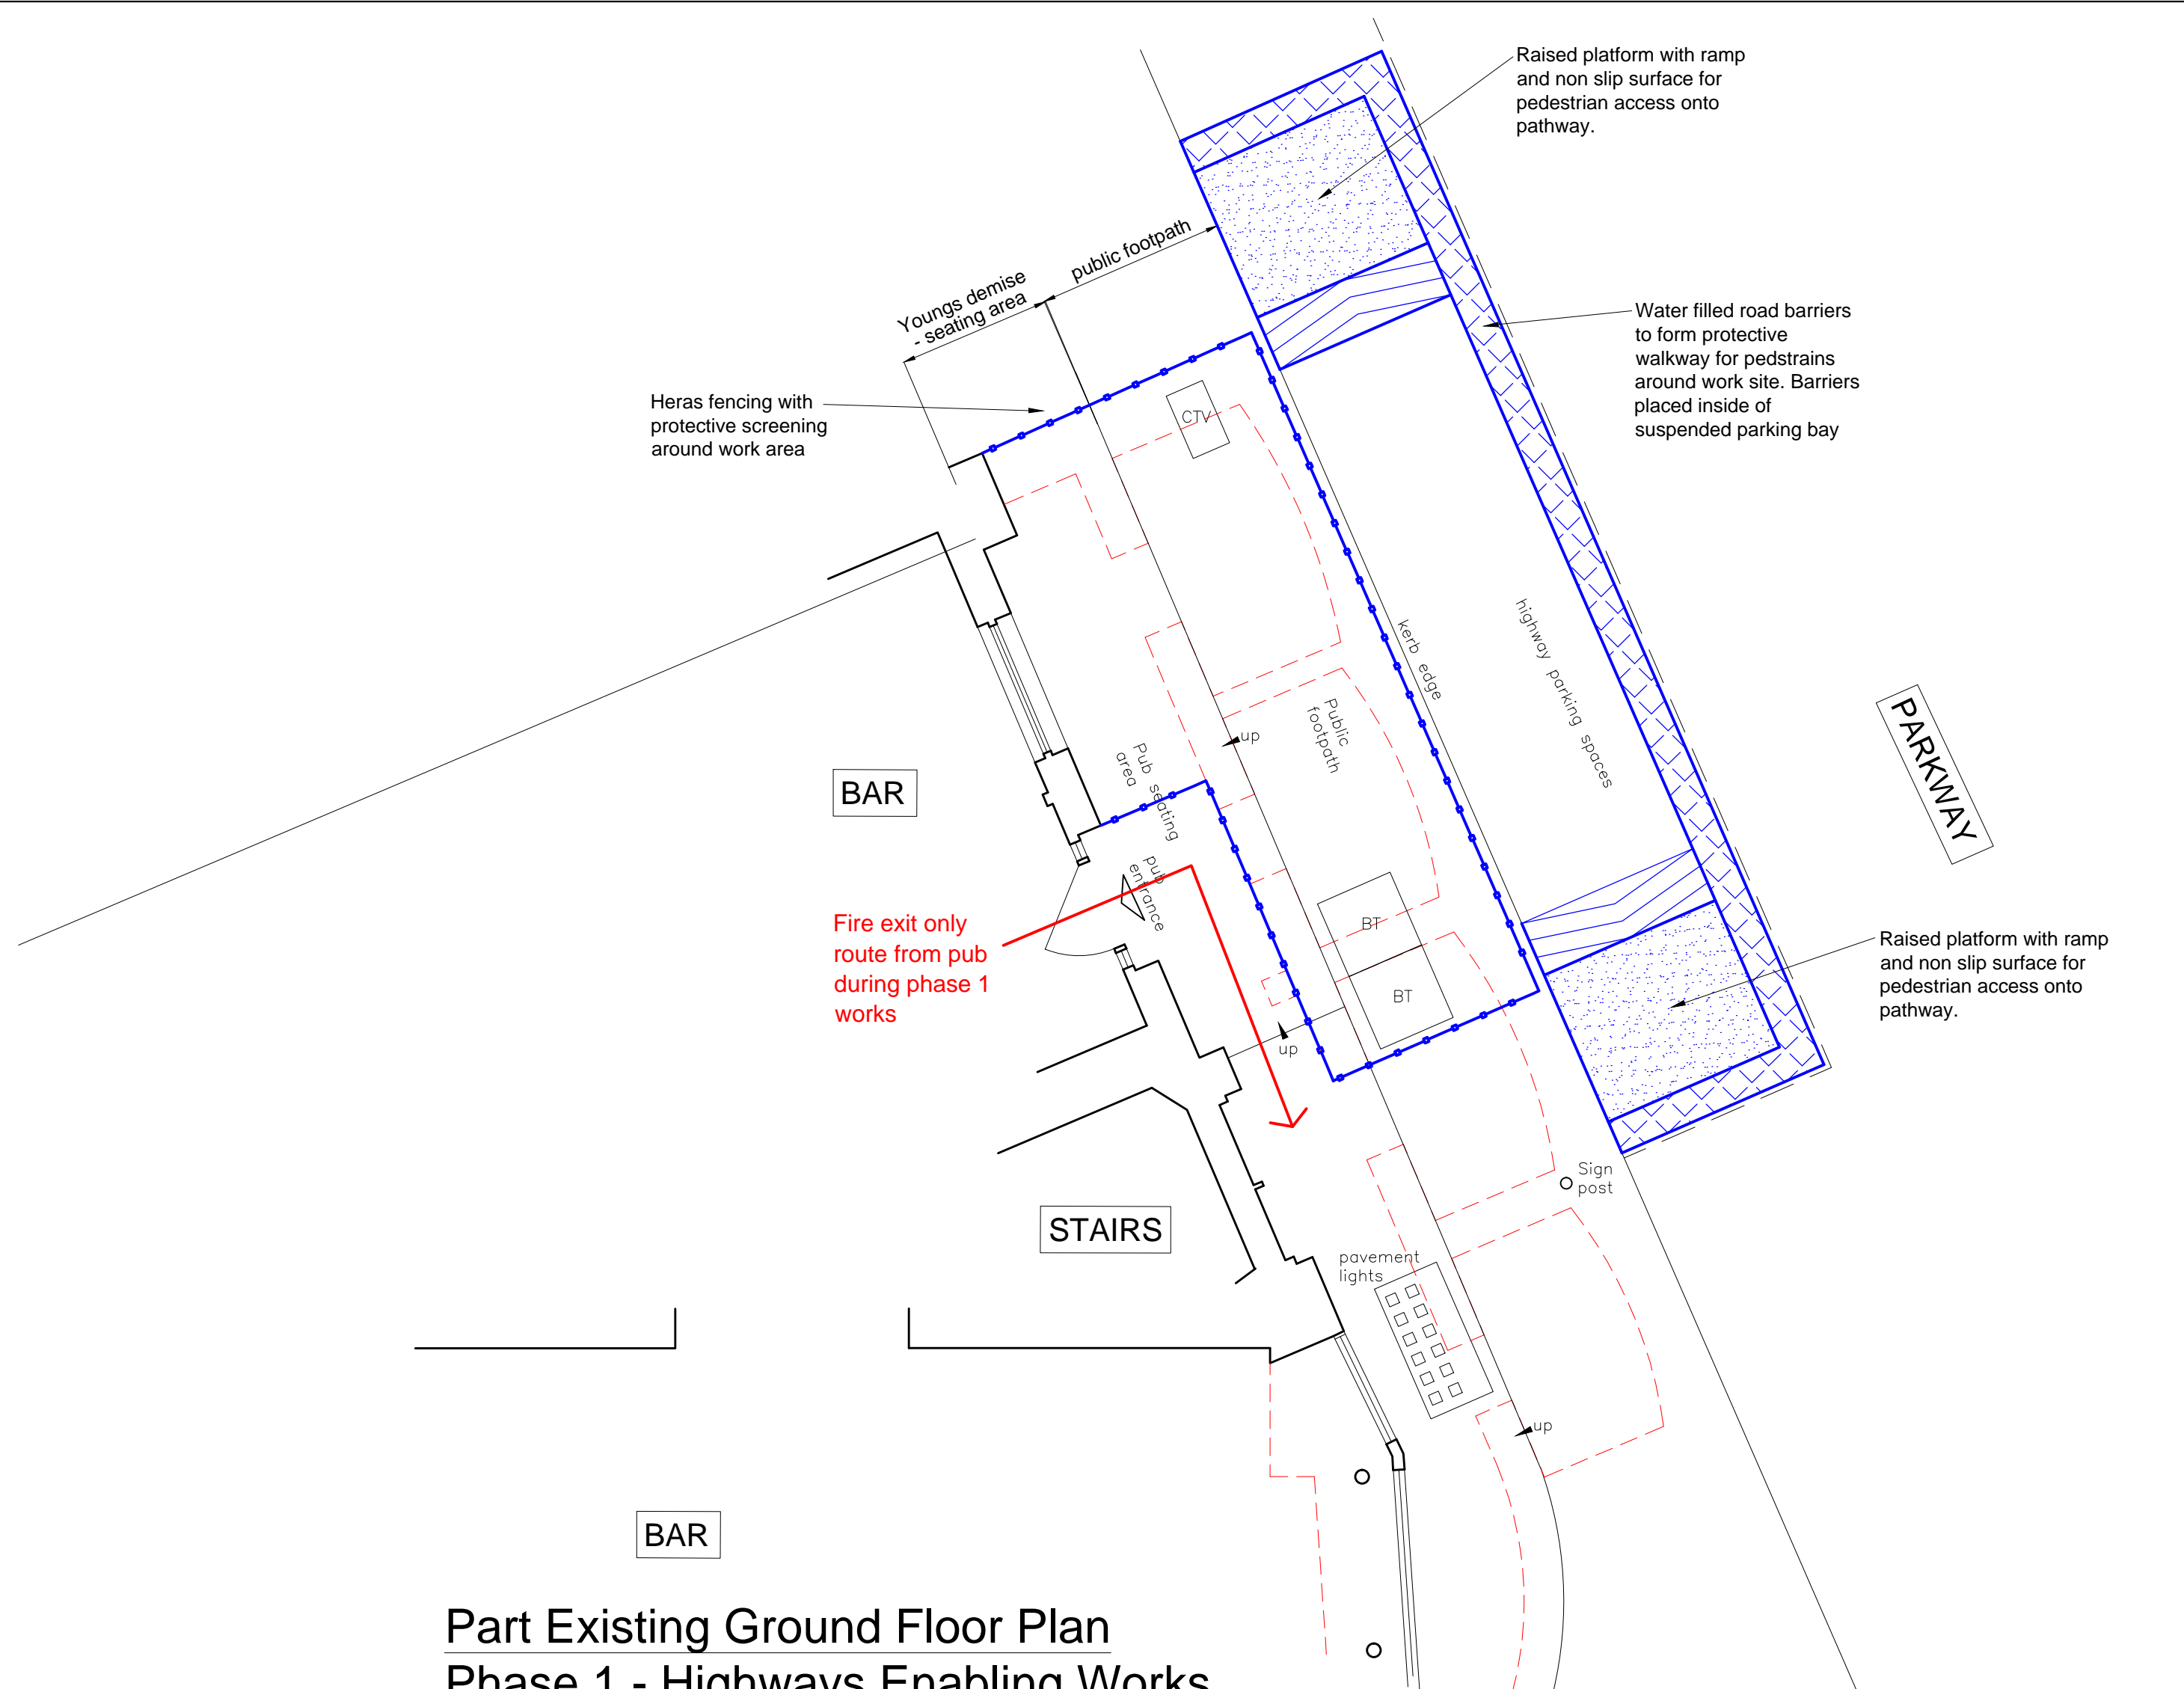 Raised platform with ramp
and non slip surface for
pedestrian access onto
pathway.
public footpath
Youngs demise
- seating area
Water filled road barriers
to form protective
walkway for pedstrains
around work site. Barriers
placed inside of
suspended parking bay
Heras fencing with
protective screening
around work area
CTV
kerb edge
highway parking spaces
PARKWAY
Public
footpath
up
Pub seating
area
BAR
pub
entrance
Fire exit only
route from pub
during phase 1
works
BT
BT
Raised platform with ramp
and non slip surface for
pedestrian access onto
pathway.
up
Sign
post
STAIRS
pavement
lights
up
BAR
Part Existing Ground Floor Plan
Phase 1 - Highways Enabling Works